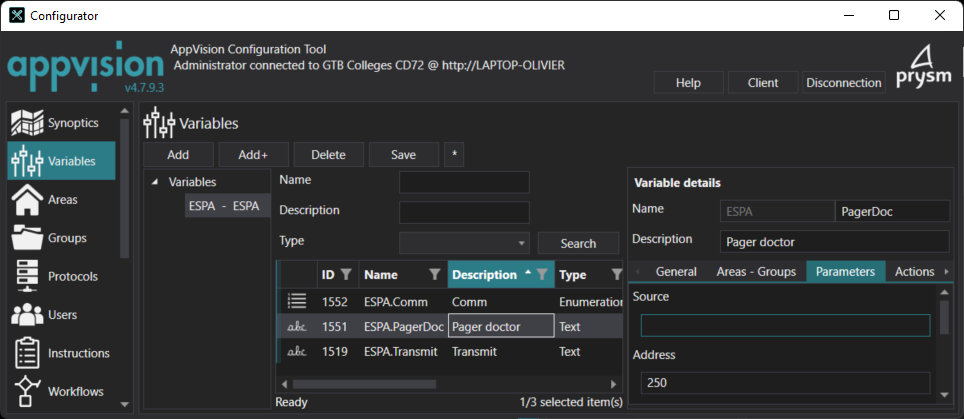 Configurator
appvision
v4.7.9.3
AppVision Configuration Tool
Administrator connected to GTB Colleges CD72 @ http://LAPTOP-OLIVIER
Help
Client
Disconnection
prysm
Synoptics
Variables
Areas
Groups
Protocols
Users
Instructions
Workflows
Variables
Add
Add+
Delete
Save
*
Variables
ESPA - ESPA
Name
Description
Type
Search
ID Name Description Type
1552 ESPA.Comm Comm Enumeration
abc 1551 ESPA.PagerDoc Pager doctor Text
abc 1519 ESPA.Transmit Transmit Text
Ready
1/3 selected item(s)
Variable details
Name ESPA PagerDoc
Description Pager doctor
General Areas - Groups Parameters Actions
Source
Address
250